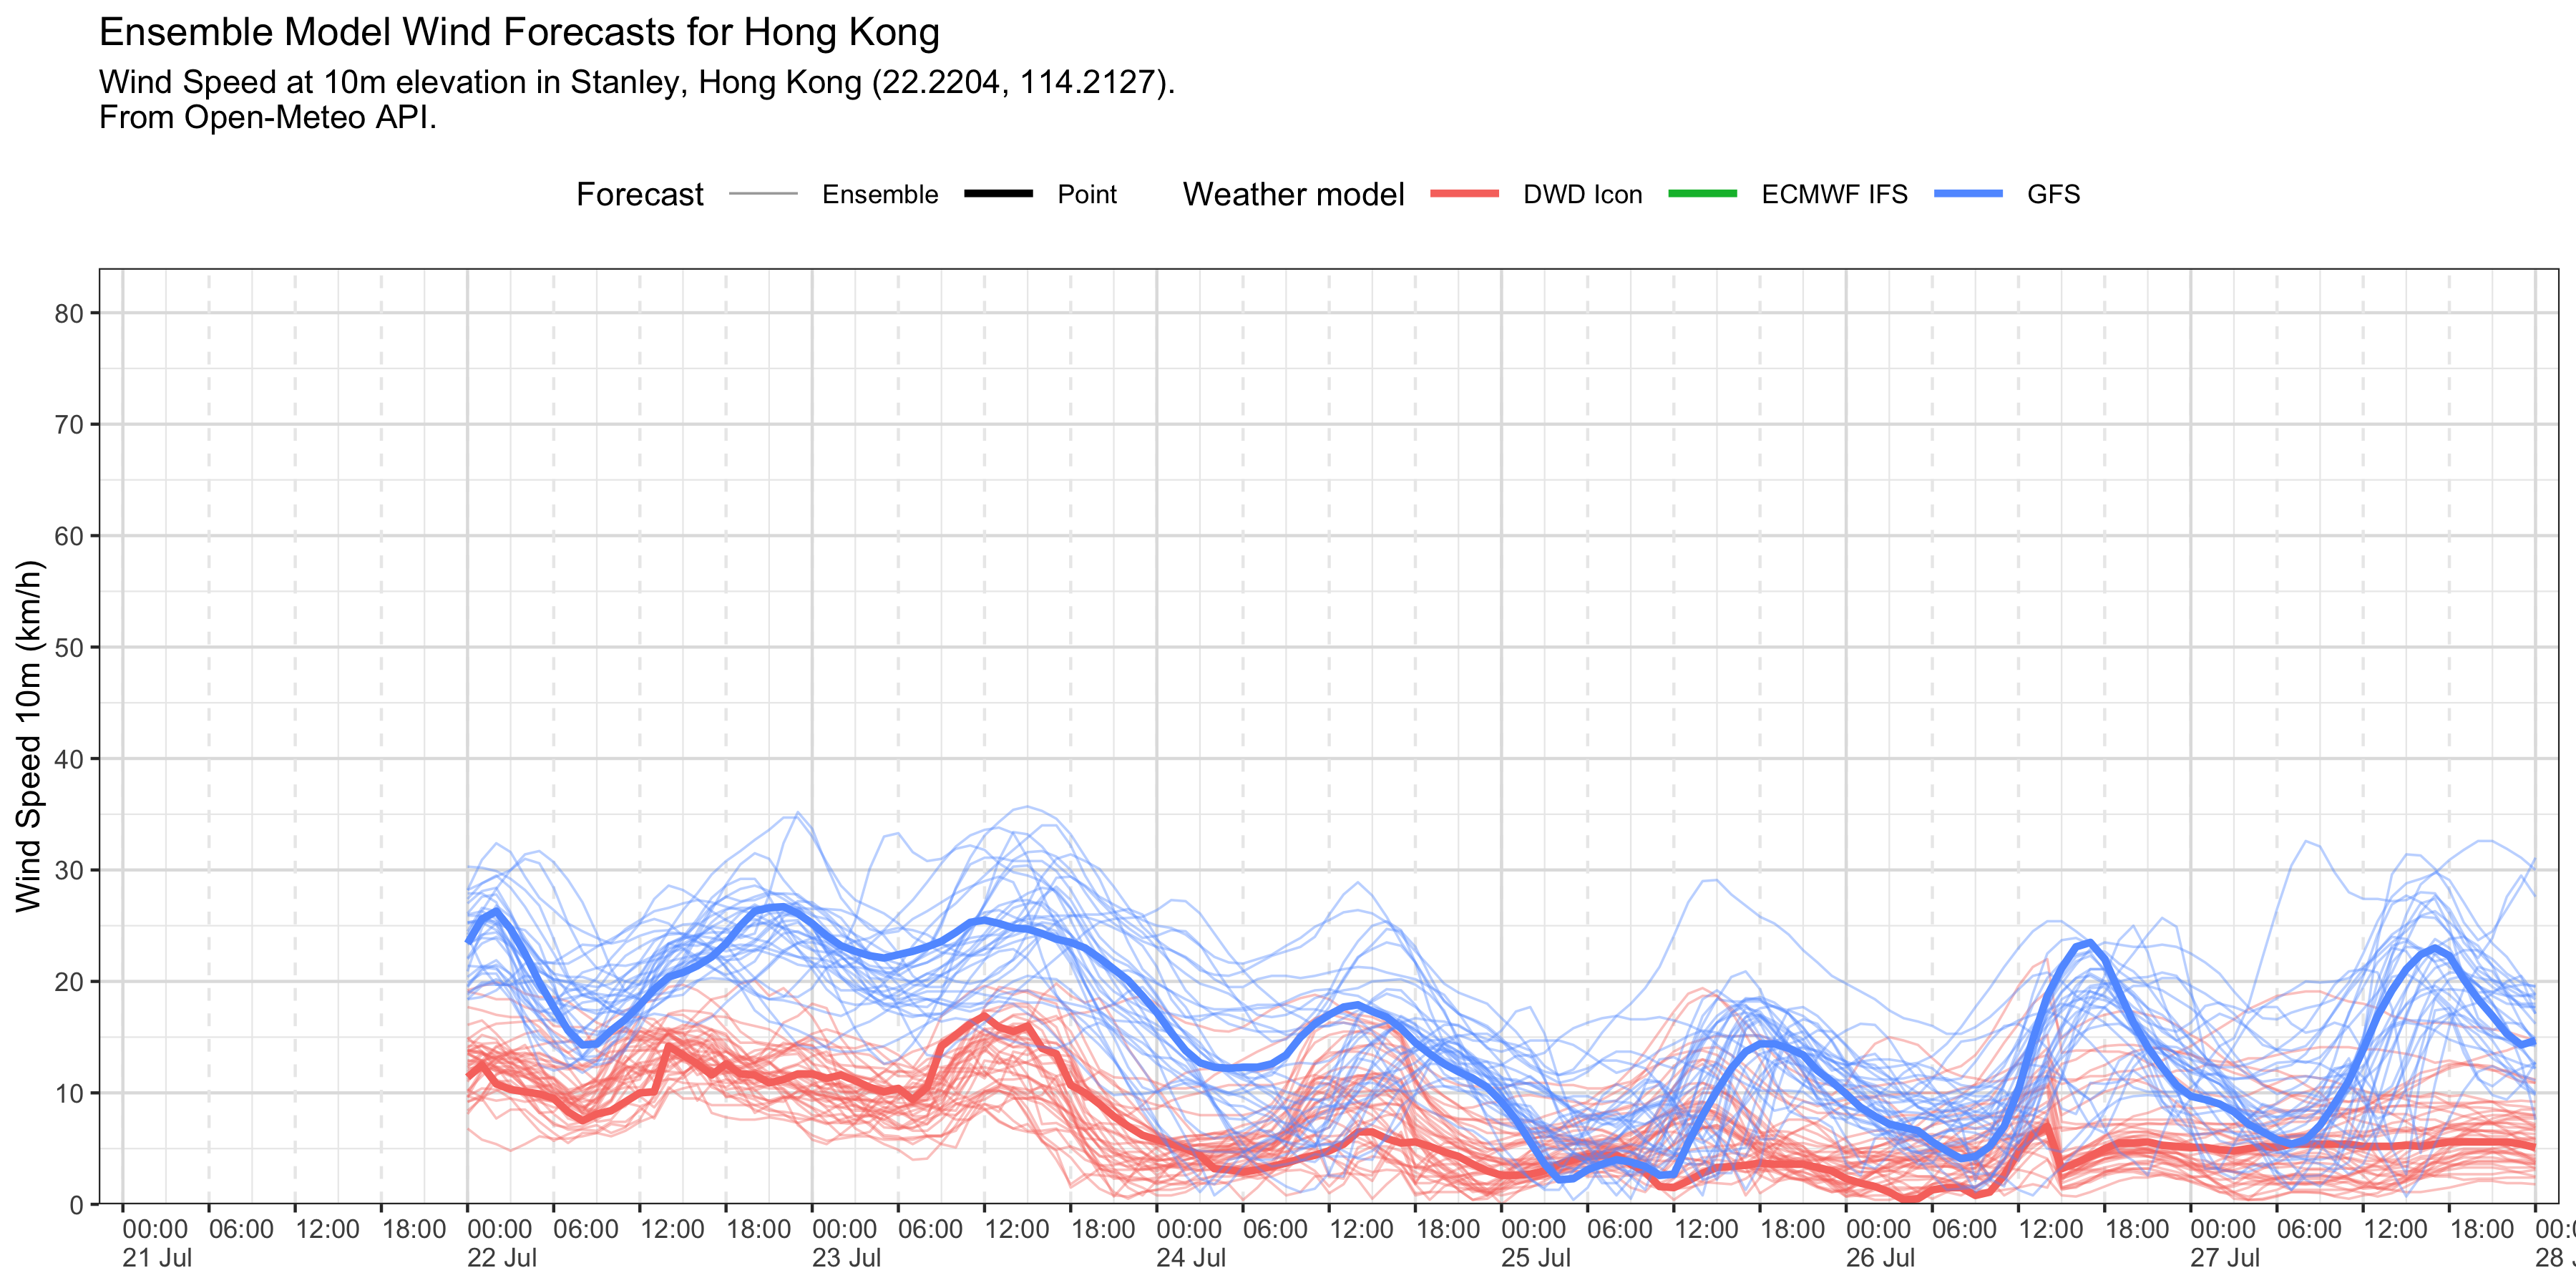 Ensemble Model Wind Forecasts for Hong Kong
Wind Speed at 10m elevation in Stanley, Hong Kong (22.2204, 114.2127).
From Open-Meteo API.
Forecast Ensemble Point Weather model DWD Icon ECMWF IFS GFS
Wind Speed 10m (km/h)
80
70
60
50
40
30
20
10
0
00:00 06:00 12:00 18:00 00:00 06:00 12:00 18:00 00:00 06:00 12:00 18:00 00:00 06:00 12:00 18:00 00:00 06:00 12:00 18:00 00:00 06:00 12:00 18:00 00:00 06:00 12:00 18:00
21 Jul 22 Jul 23 Jul 24 Jul 25 Jul 26 Jul 27 Jul 28